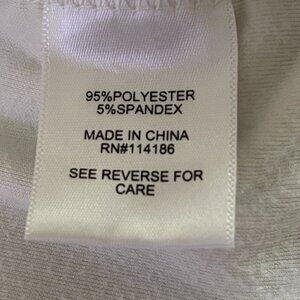 95%POLYESTER
5%SPANDEX
MADE IN CHINA
RN#114186
SEE REVERSE FOR
CARE